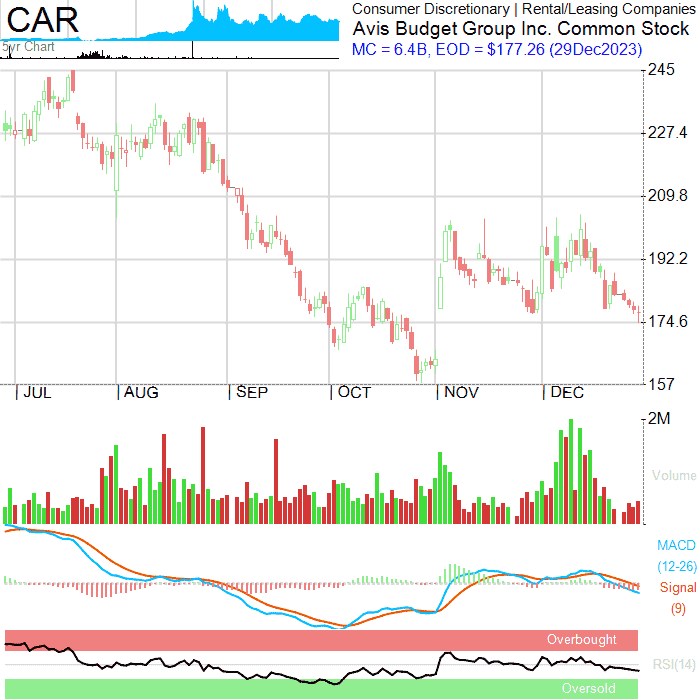 CAR
5yr Chart
Consumer Discretionary | Rental/Leasing Companies
Avis Budget Group Inc. Common Stock
MC = 6.4B, EOD = $177.26 (29Dec2023)
245
227.4
209.8
192.2
174.6
157
|JUL |AUG |SEP |OCT |NOV |DEC
2M
Volume
MACD
(12-26)
Signal
(9)
Overbought
RSI(14)
Oversold